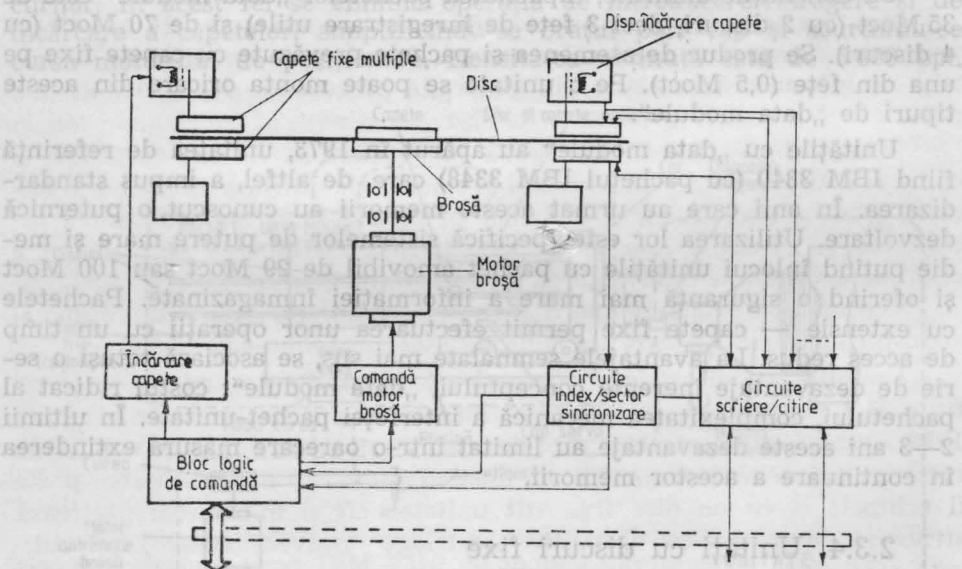 Disp. încărcare capete
Capete fixe multiple
Disc
Broșă
Motor
broșă
Încărcare
capete
Comandă
motor
broșă
Circuite
index/sector
sincronizare
Circuite
scriere/citire
Bloc logic
de comandă
35 Moct (cu 2 3 fețe de înregistrare utile) și de 70 Moct (cu
4 discuri). Se produc de asemenea și pachete prevăzute cu capete fixe pe
una din fețe (0,5 Moct). Pe o unitate se poate monta oricare din aceste
tipuri de „data module“.
Unitățile cu „data module“ au apărut în 1973, unitatea de referință
fiind IBM 3340 (cu pachetul IBM 3348) care, de altfel, a impus standar-
dizarea. În anii care au urmat aceste memorii au cunoscut o puternică
dezvoltare. Utilizarea lor este specifică sistemelor de putere mare și me-
die putînd înlocui unitățile cu pachet amovibil de 29 Moct sau 100 Moct
și oferind o siguranță mai mare a informației înmagazinate. Pachetele
cu extensie — capete fixe permit efectuarea unor operații cu un timp
de acces redus. La avantajele semnalate mai sus, se asociază totuși o se-
rie de dezavantaje inerente conceptului „data module“: costul ridicat al
pachetului, complexitatea mecanică a interfeței pachet-unitate. În ultimii
2—3 ani aceste dezavantaje au limitat într-o oarecare măsură extinderea
în continuare a acestor memorii.
2.3.4. Unități cu discuri fixe